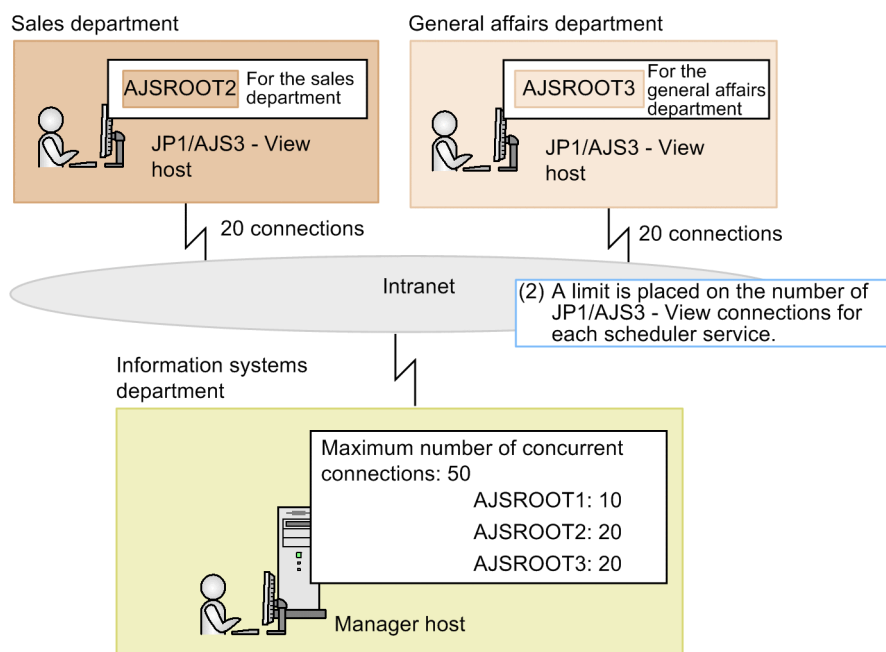 Sales department
General affairs department
AJSROOT2
For the sales
department
JP1/AJS3 - View
host
AJSROOT3
For the
general affairs
department
JP1/AJS3 - View
host
20 connections
20 connections
Intranet
(2) A limit is placed on the number of
JP1/AJS3 - View connections for
each scheduler service.
Information systems
department
Maximum number of concurrent
connections: 50
AJSROOT1: 10
AJSROOT2: 20
AJSROOT3: 20
Manager host